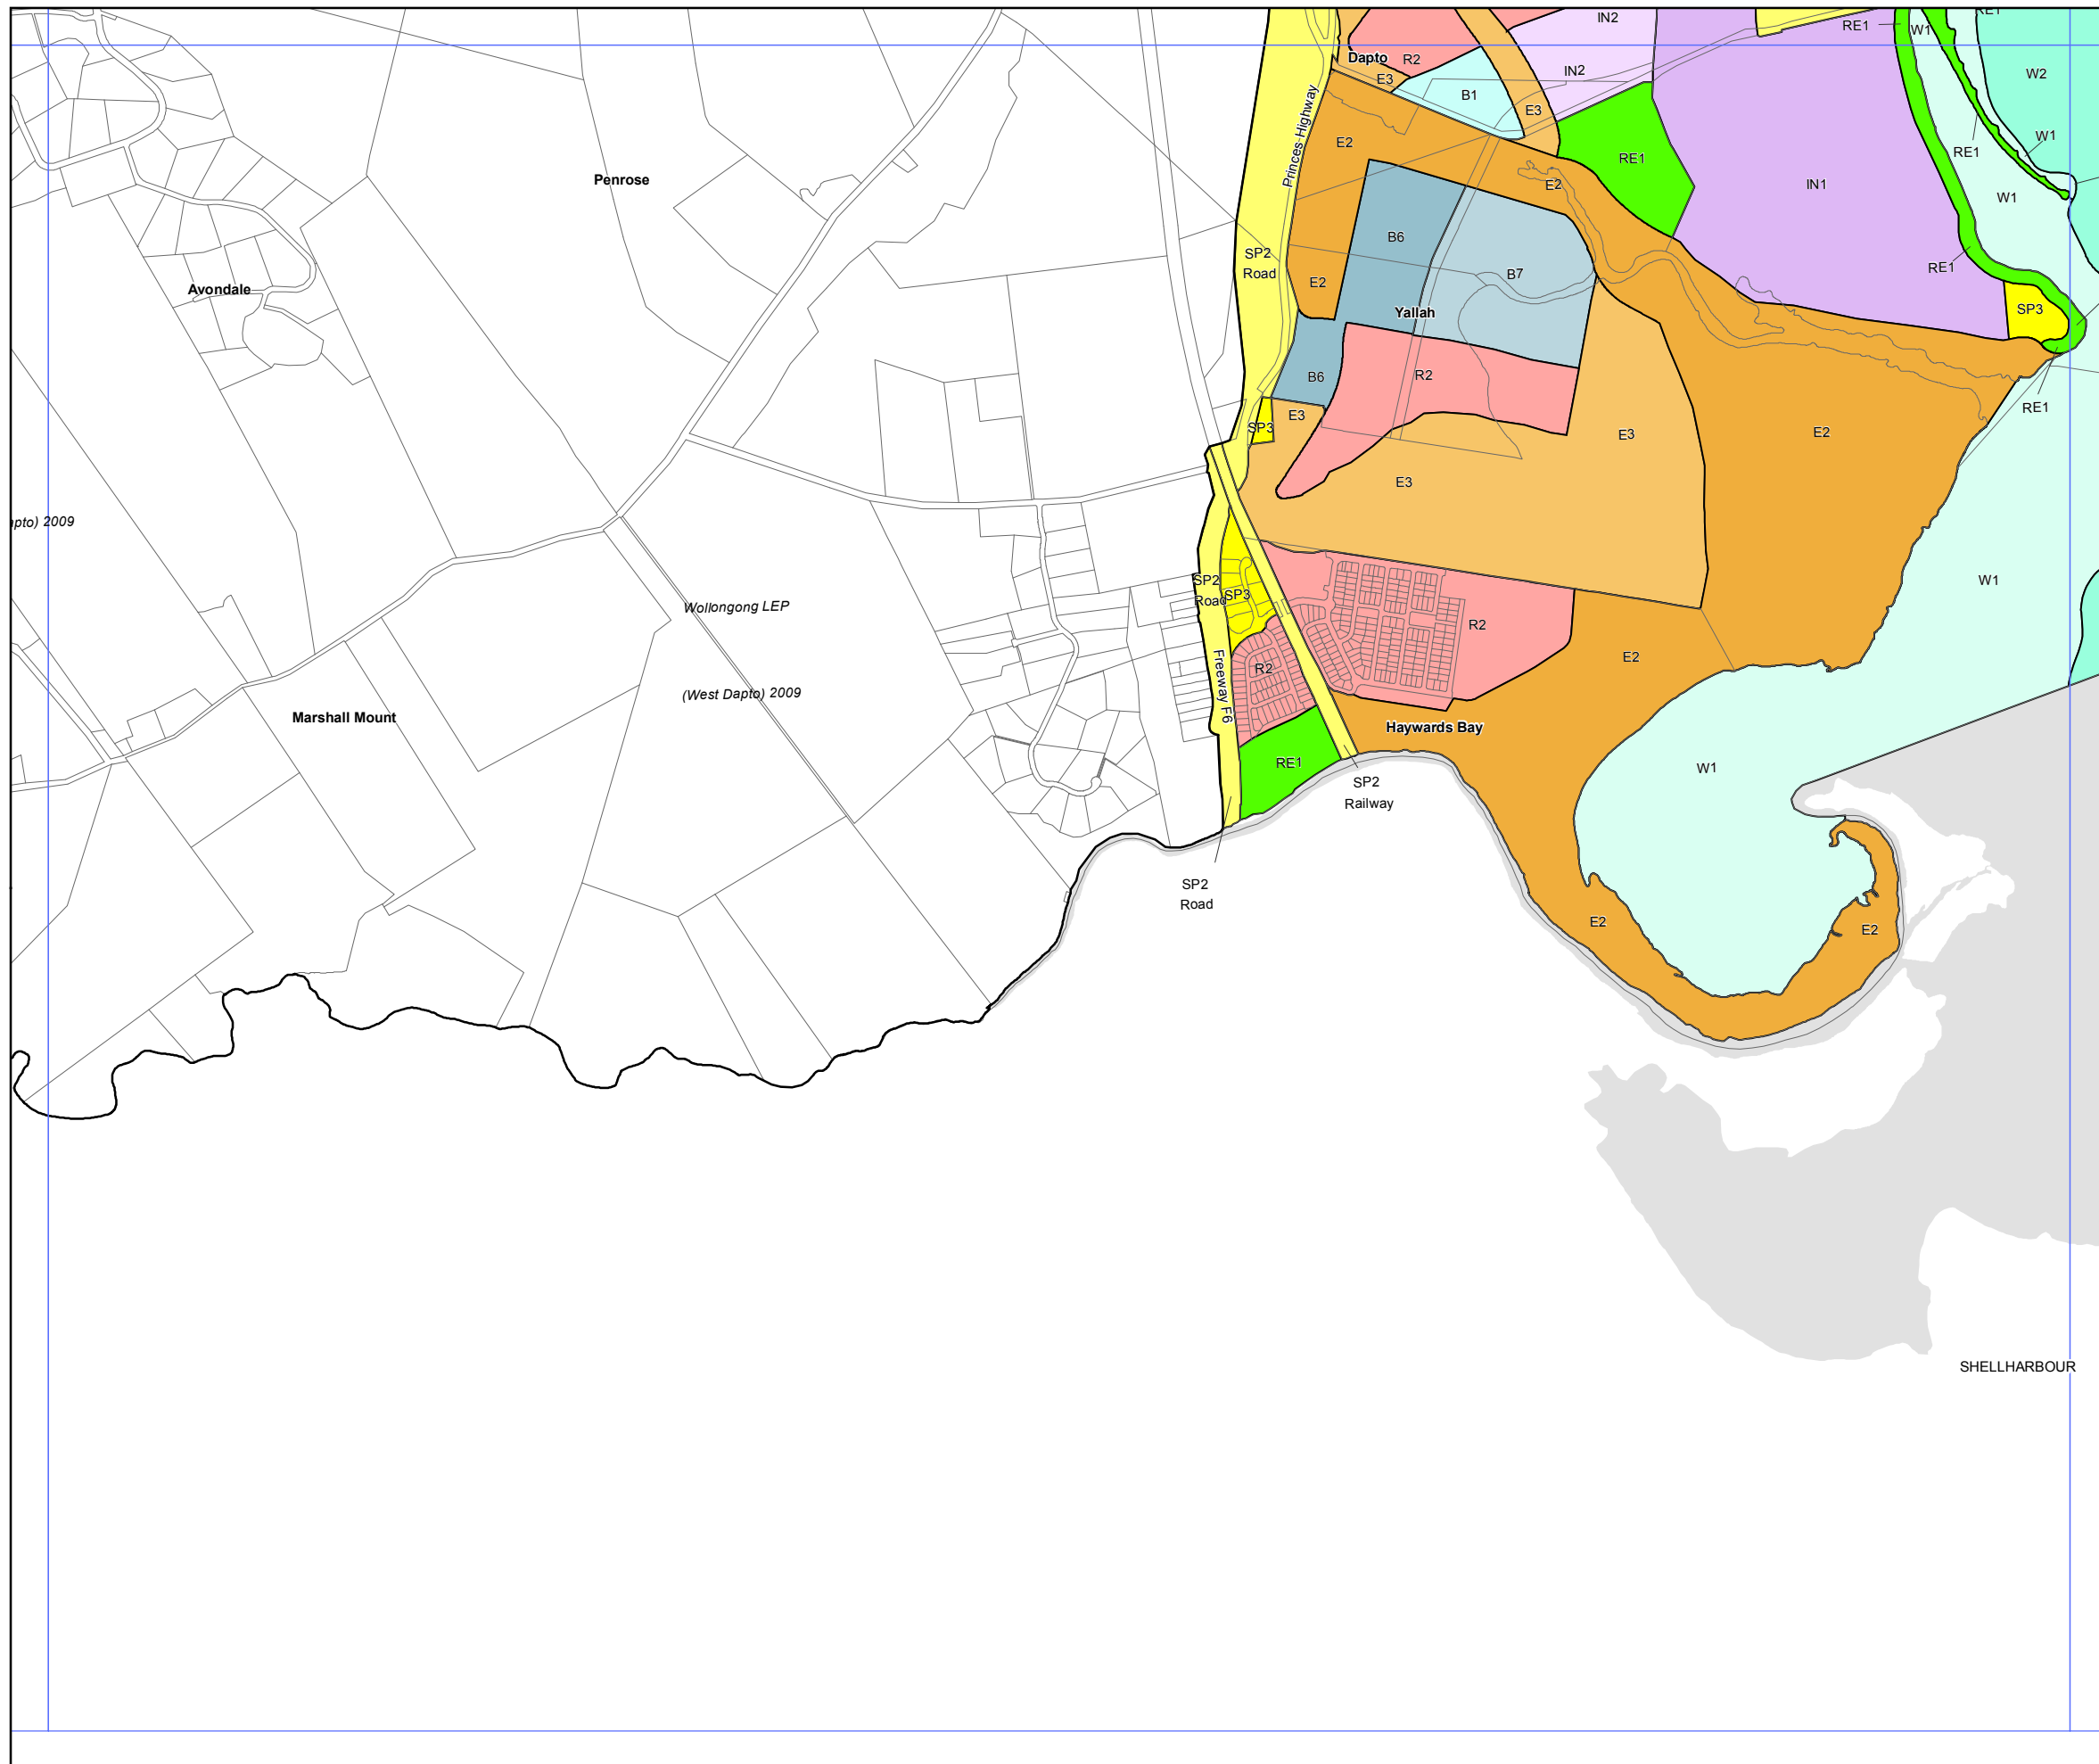 IN2
RE1
W1
RE1
Dapto
R2
E3
IN2
B1
E3
W2
W1
Princes Highway
E2
RE1
RE1
Penrose
E2
IN1
W1
B6
SP2
Road
B7
RE1
E2
Avondale
Yallah
SP3
B6
R2
RE1
E3
SP3
E3
E2
E3
pto) 2009
SP2
Road
SP3
W1
Wollongong LEP
R2
E2
R2
Freeway F6
(West Dapto) 2009
Marshall Mount
Haywards Bay
RE1
W1
SP2
Railway
SP2
Road
E2
E2
SHELLHARBOUR